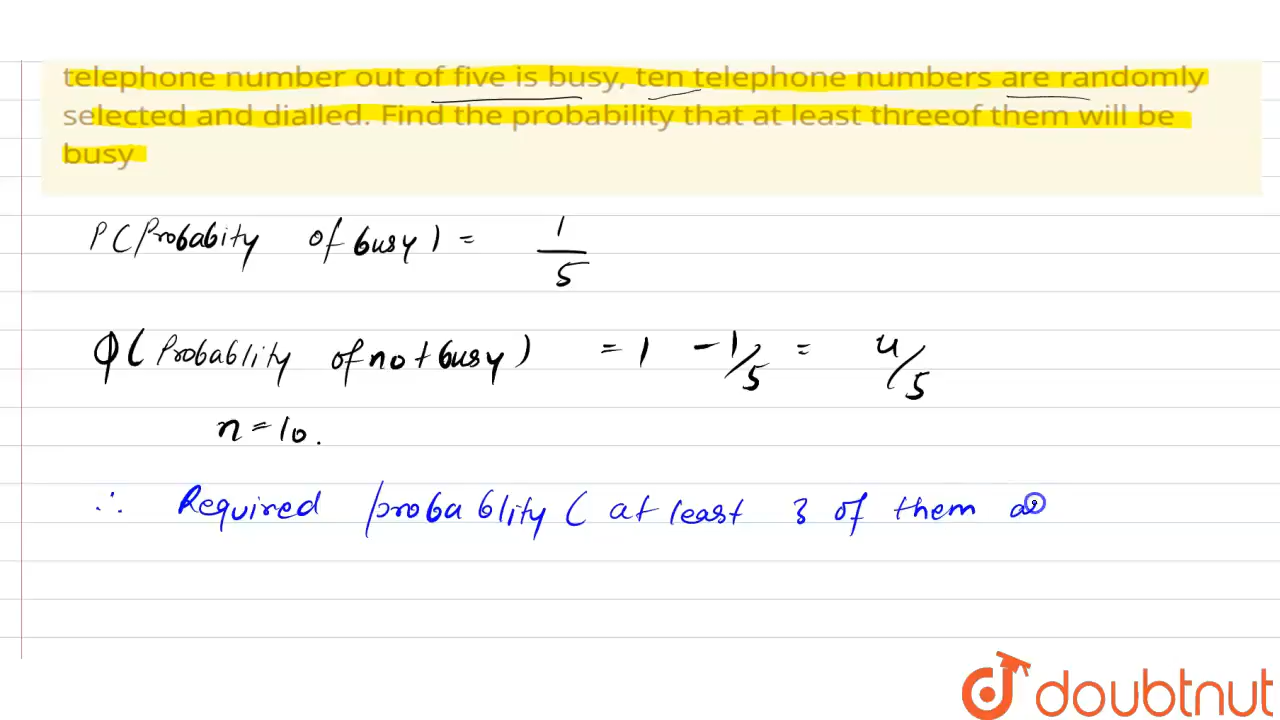 telephone number out of five is busy, ten telephone numbers are randomly
selected and dialled. Find the probability that at least threeof them will be
busy
P(Probabity of busy) = 1/5
Q(Probablity of not busy) = 1 - 1/5 = 4/5
n=10.
∴ Required probablity ( at least 3 of them
doubtnut